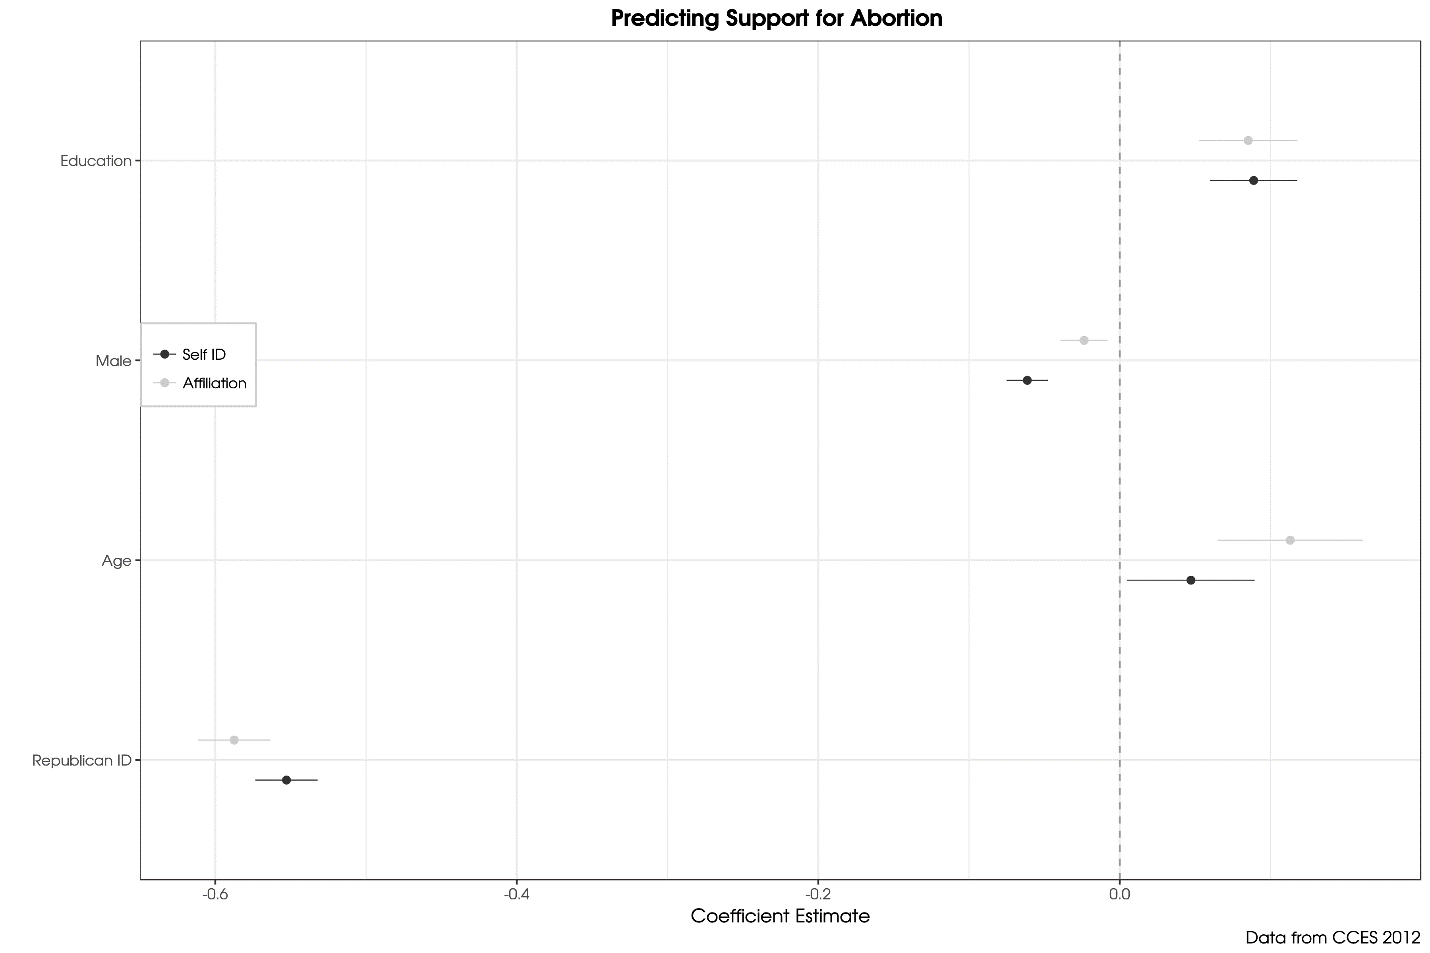 Predicting Support for Abortion
Education
Male
Age
Republican ID
Self ID
Affiliation
-0.6
-0.4
-0.2
0.0
Coefficient Estimate
Data from CCES 2012